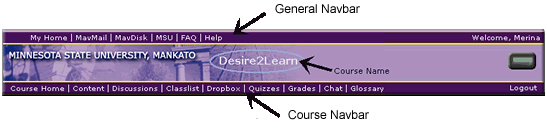 General Navbar
My Home | MavMail | MavDisk | MSU | FAQ | Help Welcome, Merina
MINNESOTA STATE UNIVERSITY, MANKATO
Desire2Learn
Course Name
Course Home | Content | Discussions | Classlist | Dropbox | Quizzes | Grades | Chat | Glossary Logout
Course Navbar